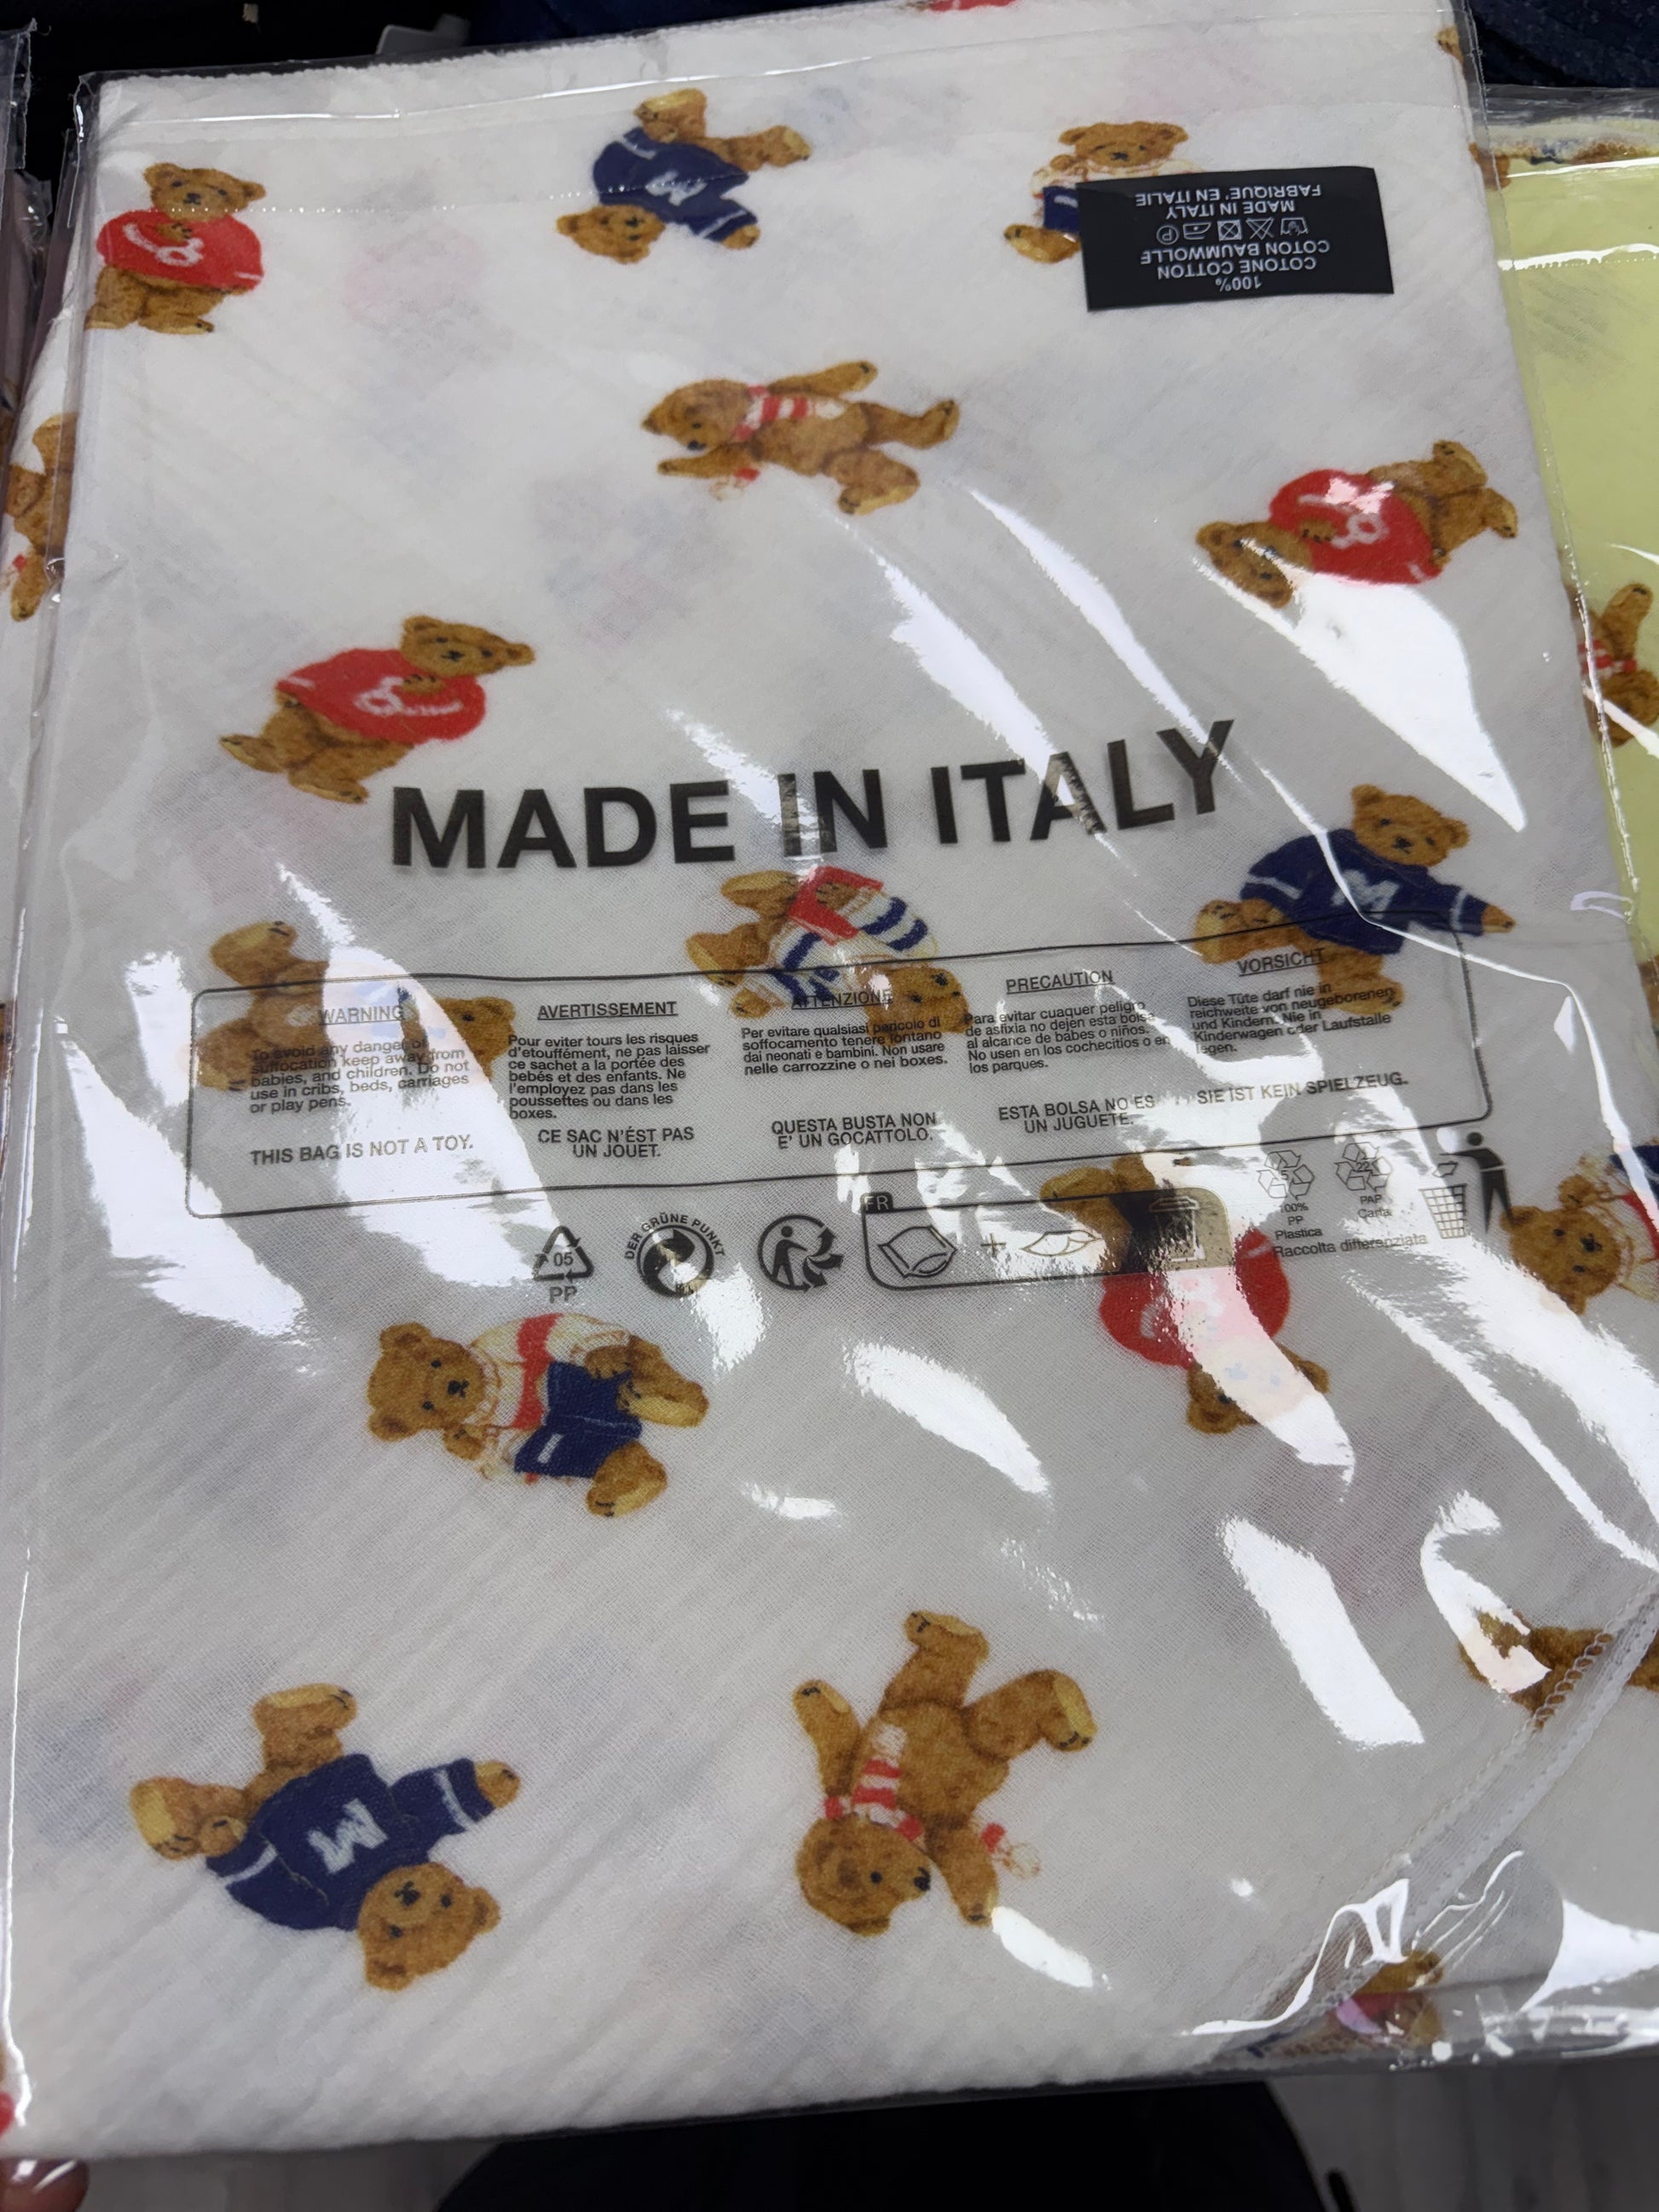 100%
COTONE COTTON
COTON BAUMWOLLE
MADE IN ITALY
FABRIQUE' EN ITALIE
M
M
MADE IN ITALY
WARNING
To avoid any danger of
suffocation keep away from
babies, and children. Do not
use in cribs, beds, carriages
or play pens.
THIS BAG IS NOT A TOY.
AVERTISSEMENT
Pour eviter tours les risques
d'etouffément, ne pas laisser
ce sachet a la portée des
bebés et des enfants. Ne
l'employez pas dans les
poussettes ou dans les
boxes.
CE SAC N'ÉST PAS
UN JOUET.
ATTENZIONE
Per evitare qualsiasi pericolo di
soffocamento tenere lontano
dai neonati e bambini. Non usare
nelle carrozzine o nei boxes.
QUESTA BUSTA NON
E' UN GOCATTOLO.
PRECAUTION
Para evitar cuaquer peligro
de asfixia no dejen esta bolsa
al alcance de babes o niños.
No usen en los cochecitios o en
los parques.
ESTA BOLSA NO ES
UN JUGUETE.
VORSICHT
Diese Tüte darf nie in
reichweite von neugeborenen
und Kindern. Nie in
Kinderwagen oder Laufstalle
legen.
SIE IST KEIN SPIELZEUG.
05
PP
DER GRÜNE PUNKT
FR
5
100%
PP
Plastica
22
PAP
Carta
Raccolta differenziata
M